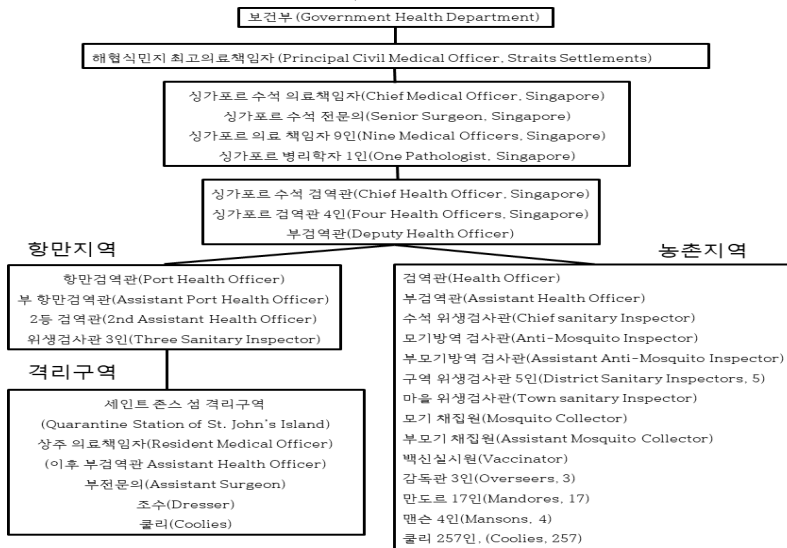 보건부 (Government Health Department)
해협식민지 최고의료책임자 (Principal Civil Medical Officer, Straits Settlements)
싱가포르 수석 의료책임자(Chief Medical Officer, Singapore)
싱가포르 수석 전문의(Senior Surgeon, Singapore)
싱가포르 의료 책임자 9인(Nine Medical Officers, Singapore)
싱가포르 병리학자 1인(One Pathologist, Singapore)
싱가포르 수석 검역관(Chief Health Officer, Singapore)
싱가포르 검역관 4인(Four Health Officers, Singapore)
부검역관(Deputy Health Officer)
항만지역
항만검역관(Port Health Officer)
부 항만검역관(Assistant Port Health Officer)
2등 검역관(2nd Assistant Health Officer)
위생검사관 3인(Three Sanitary Inspector)
격리구역
세인트 존스 섬 격리구역
(Quarantine Station of St. John's Island)
상주 의료책임자(Resident Medical Officer)
(이후 부검역관 Assistant Health Officer)
부전문의(Assistant Surgeon)
조수(Dresser)
쿨리(Coolies)
농촌지역
검역관(Health Officer)
부검역관(Assistant Health Officer)
수석 위생검사관(Chief sanitary Inspector)
모기방역 검사관(Anti-Mosquito Inspector)
부모기방역 검사관(Assistant Anti-Mosquito Inspector)
구역 위생검사관 5인(District Sanitary Inspectors, 5)
마을 위생검사관(Town sanitary Inspector)
모기 채집원(Mosquito Collector)
부모기 채집원(Assistant Mosquito Collector)
백신실시원(Vaccinator)
감독관 3인(Overseers, 3)
만도르 17인(Mandores, 17)
맨슨 4인(Mansons, 4)
쿨리 257인, (Coolies, 257)